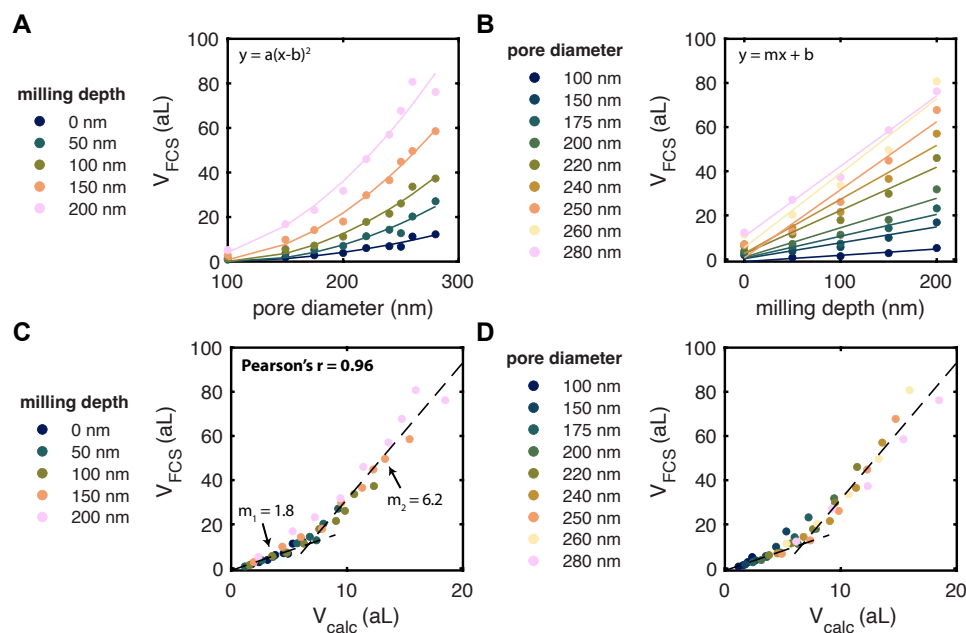 A
B
milling depth
0 nm
50 nm
100 nm
150 nm
200 nm
y = a(x-b)²
V_FCS (aL)
100
80
60
40
20
0
100
200
300
pore diameter (nm)
pore diameter
100 nm
150 nm
175 nm
200 nm
220 nm
240 nm
250 nm
260 nm
280 nm
y = mx + b
V_FCS (aL)
100
80
60
40
20
0
0
50
100
150
200
milling depth (nm)
C
D
milling depth
0 nm
50 nm
100 nm
150 nm
200 nm
Pearson's r = 0.96
m₁ = 1.8
m₂ = 6.2
V_FCS (aL)
100
80
60
40
20
0
0
10
20
V_calc (aL)
pore diameter
100 nm
150 nm
175 nm
200 nm
220 nm
240 nm
250 nm
260 nm
280 nm
V_FCS (aL)
100
80
60
40
20
0
0
10
20
V_calc (aL)